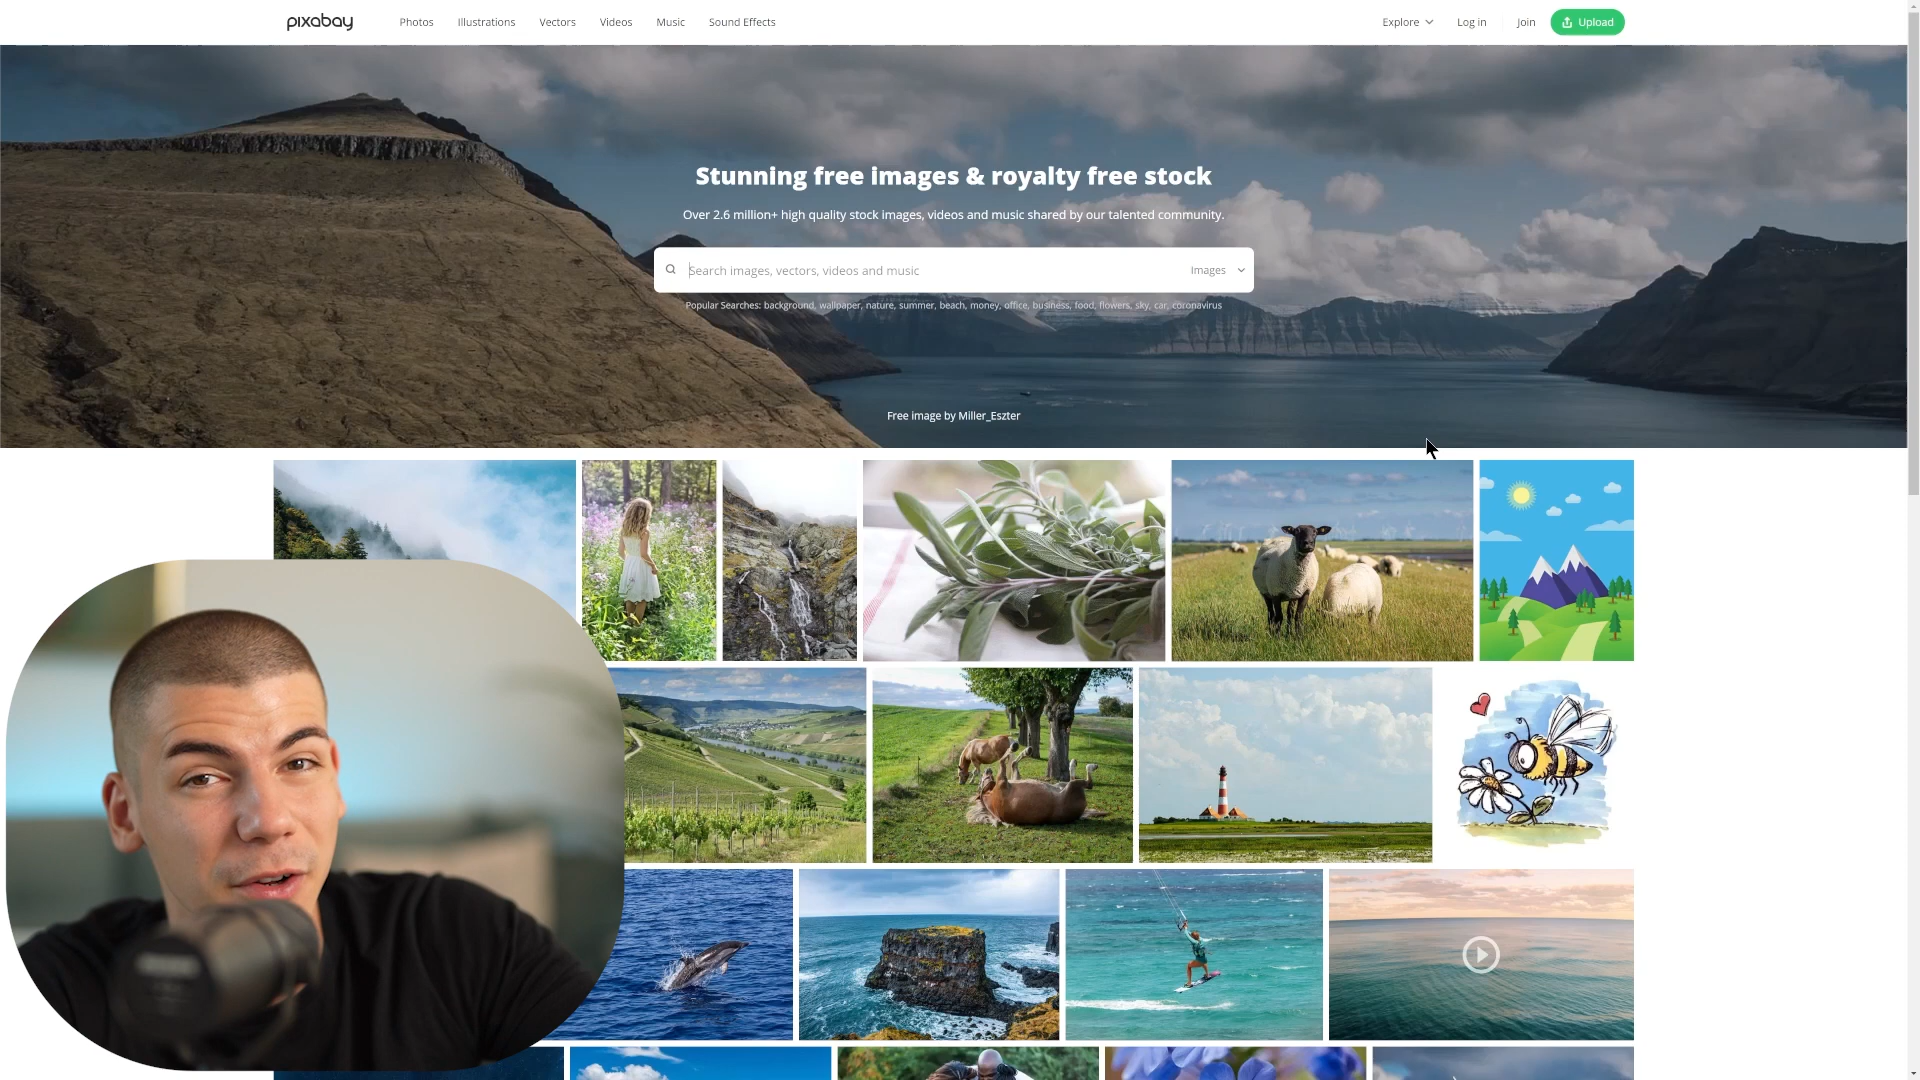 pixabay
Photos Illustrations Vectors Videos Music Sound Effects
Explore Log in Join Upload
Stunning free images & royalty free stock
Over 2.6 million+ high quality stock images, videos and music shared by our talented community.
Search images, vectors, videos and music Images
Popular Searches: background, wallpaper, nature, summer, beach, money, office, business, food, flowers, sky, car, coronavirus
Free image by Miller_Eszter